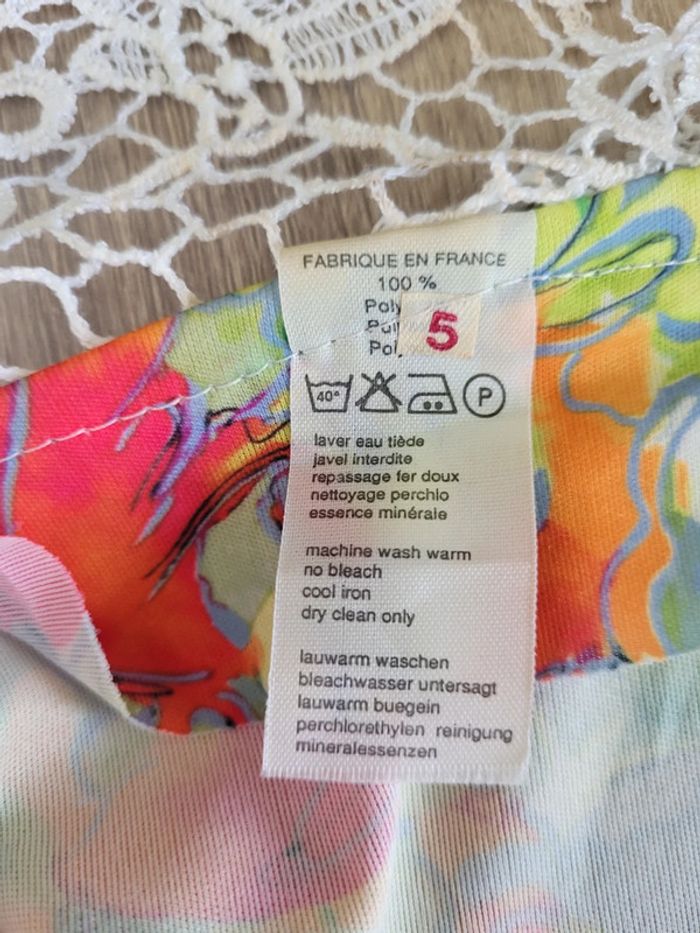 FABRIQUE EN FRANCE
100 %
5
40°
P
laver eau tiède
javel interdite
repassage fer doux
nettoyage perchlo
essence minérale
machine wash warm
no bleach
cool iron
dry clean only
lauwarm waschen
bleachwasser untersagt
lauwarm buegein
perchlorethylen reinigung
mineralessenzen